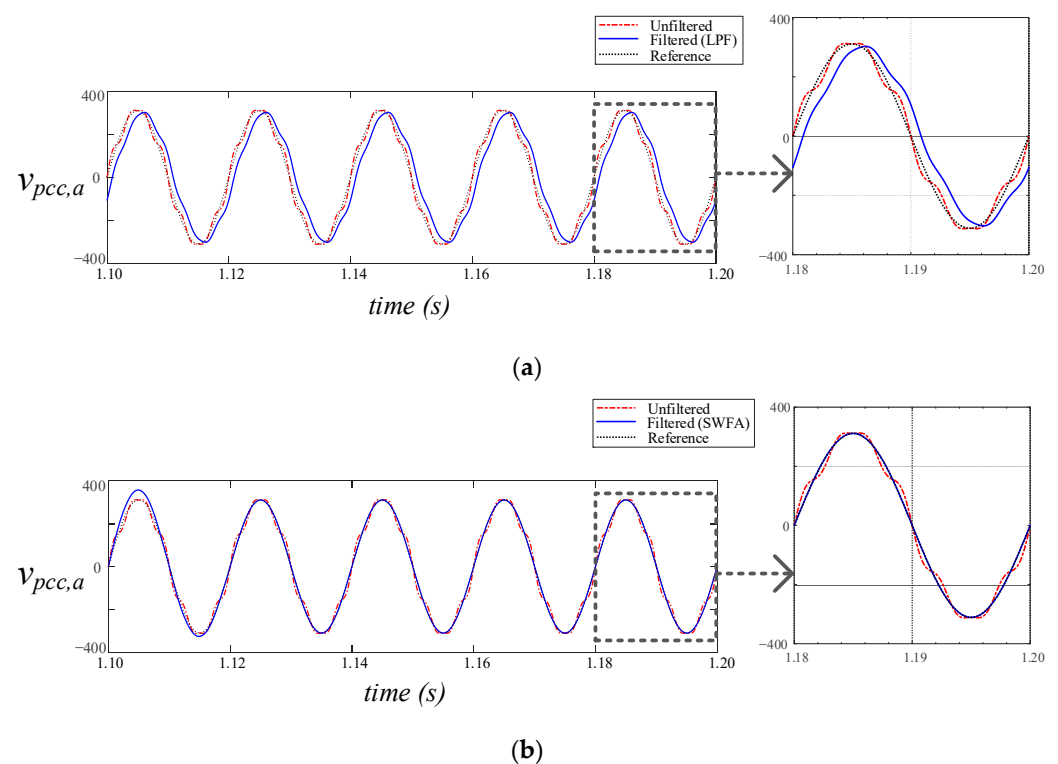 Unfiltered
Filtered (LPF)
Reference
400
0
−400
v_pcc,a
1.10
1.12
1.14
1.16
1.18
1.20
time (s)
400
0
−400
1.18
1.19
1.20
(a)
Unfiltered
Filtered (SWFA)
Reference
400
0
−400
v_pcc,a
1.10
1.12
1.14
1.16
1.18
1.20
time (s)
400
0
−400
1.18
1.19
1.20
(b)